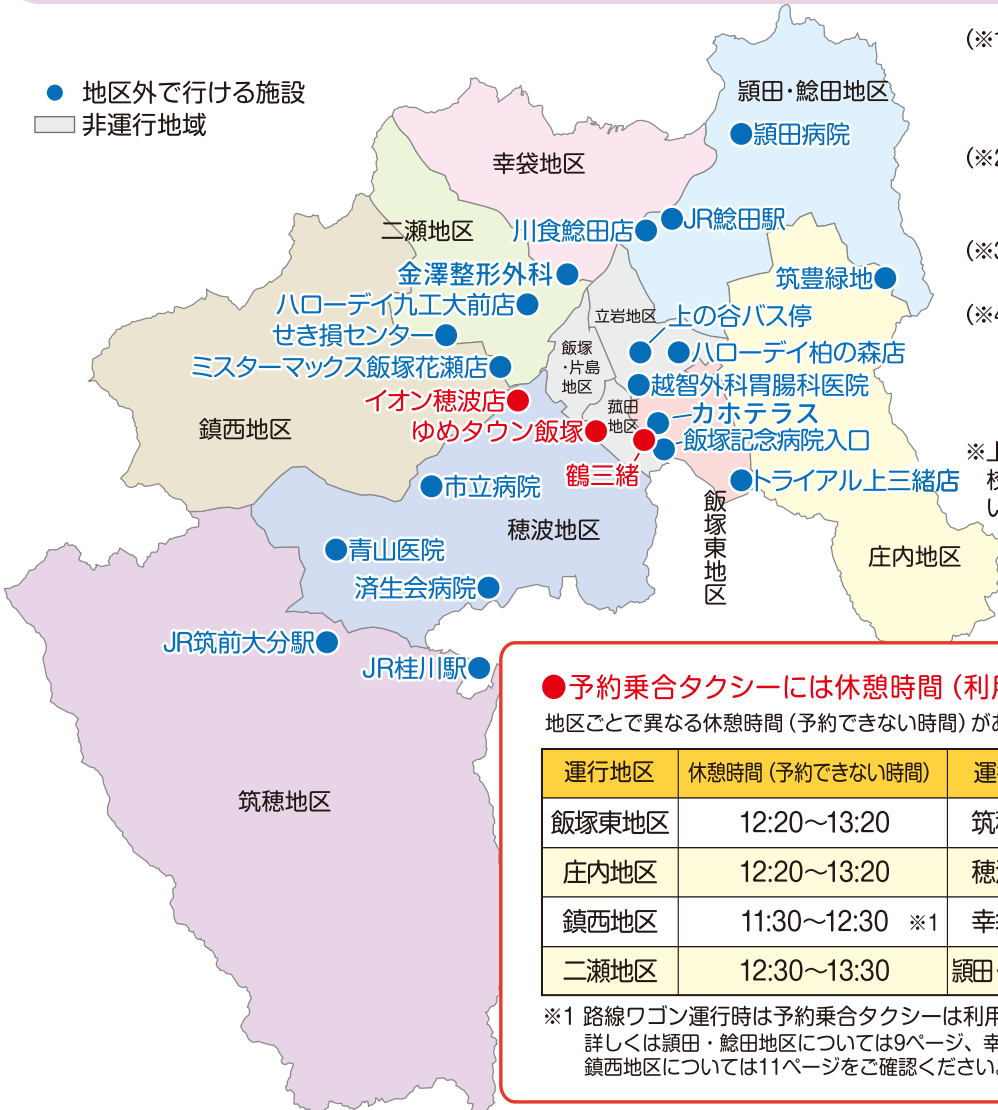 ● 地区外で行ける施設
非運行地域
(※1
(※2
(※3
(※4
※上
校
い
頴田・鯰田地区
頴田病院
幸袋地区
二瀬地区
川食鯰田店
JR鯰田駅
金澤整形外科
筑豊緑地
ハローデイ九工大前店
立岩地区
上の谷バス停
せき損センター
飯塚
・片島
地区
ハローデイ柏の森店
ミスターマックス飯塚花瀬店
越智外科胃腸科医院
イオン穂波店
菰田
地区
カホテラス
鎮西地区
ゆめタウン飯塚
飯塚記念病院入口
鶴三緒
トライアル上三緒店
市立病院
飯塚東地区
穂波地区
青山医院
庄内地区
済生会病院
JR筑前大分駅
JR桂川駅
筑穂地区
●予約乗合タクシーには休憩時間(利
地区ごとで異なる休憩時間(予約できない時間)が
運行地区 休憩時間(予約できない時間) 運
飯塚東地区 12:20〜13:20 筑
庄内地区 12:20〜13:20 穂
鎮西地区 11:30〜12:30 ※1 幸
二瀬地区 12:30〜13:30 頴田
※1 路線ワゴン運行時は予約乗合タクシーは利用
詳しくは頴田・鯰田地区については9ページ、幸
鎮西地区については11ページをご確認ください